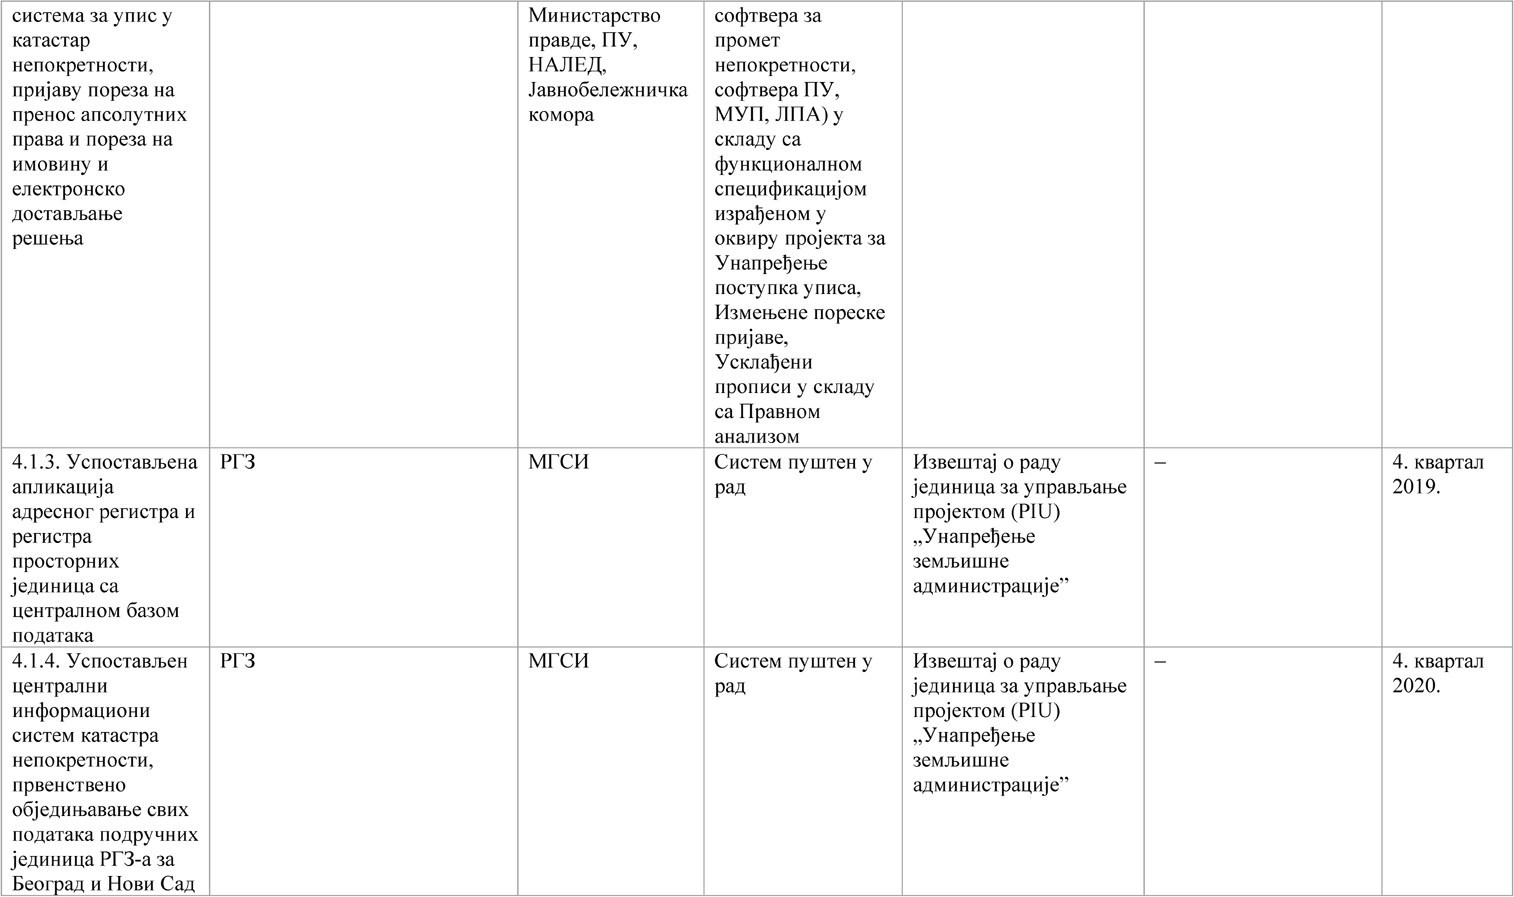 система за упис у
катастар
непокретности,
пријаву пореза на
пренос апсолутних
права и пореза на
имовину и
електронско
достављање
решења
Министарство
правде, ПУ,
НАЛЕД,
Јавнобележничка
комора
софтвера за
промет
непокретности,
софтвера ПУ,
МУП, ЛПА) у
складу са
функционалном
спецификацијом
израђеном у
оквиру пројекта за
Унапређење
поступка уписа,
Измењене пореске
пријаве,
Усклађени
прописи у складу
са Правном
анализом
4.1.3. Успостављена
апликација
адресног регистра и
регистра
просторних
јединица са
централном базом
података
РГЗ
МГСИ
Систем пуштен у
рад
Извештај о раду
јединица за управљање
пројектом (PIU)
„Унапређење
земљишне
администрације”
–
4. квартал
2019.
4.1.4. Успостављен
централни
информациони
систем катастра
непокретности,
првенствено
обједињавање свих
података подручних
јединица РГЗ-а за
Београд и Нови Сад
РГЗ
МГСИ
Систем пуштен у
рад
Извештај о раду
јединица за управљање
пројектом (PIU)
„Унапређење
земљишне
администрације”
–
4. квартал
2020.